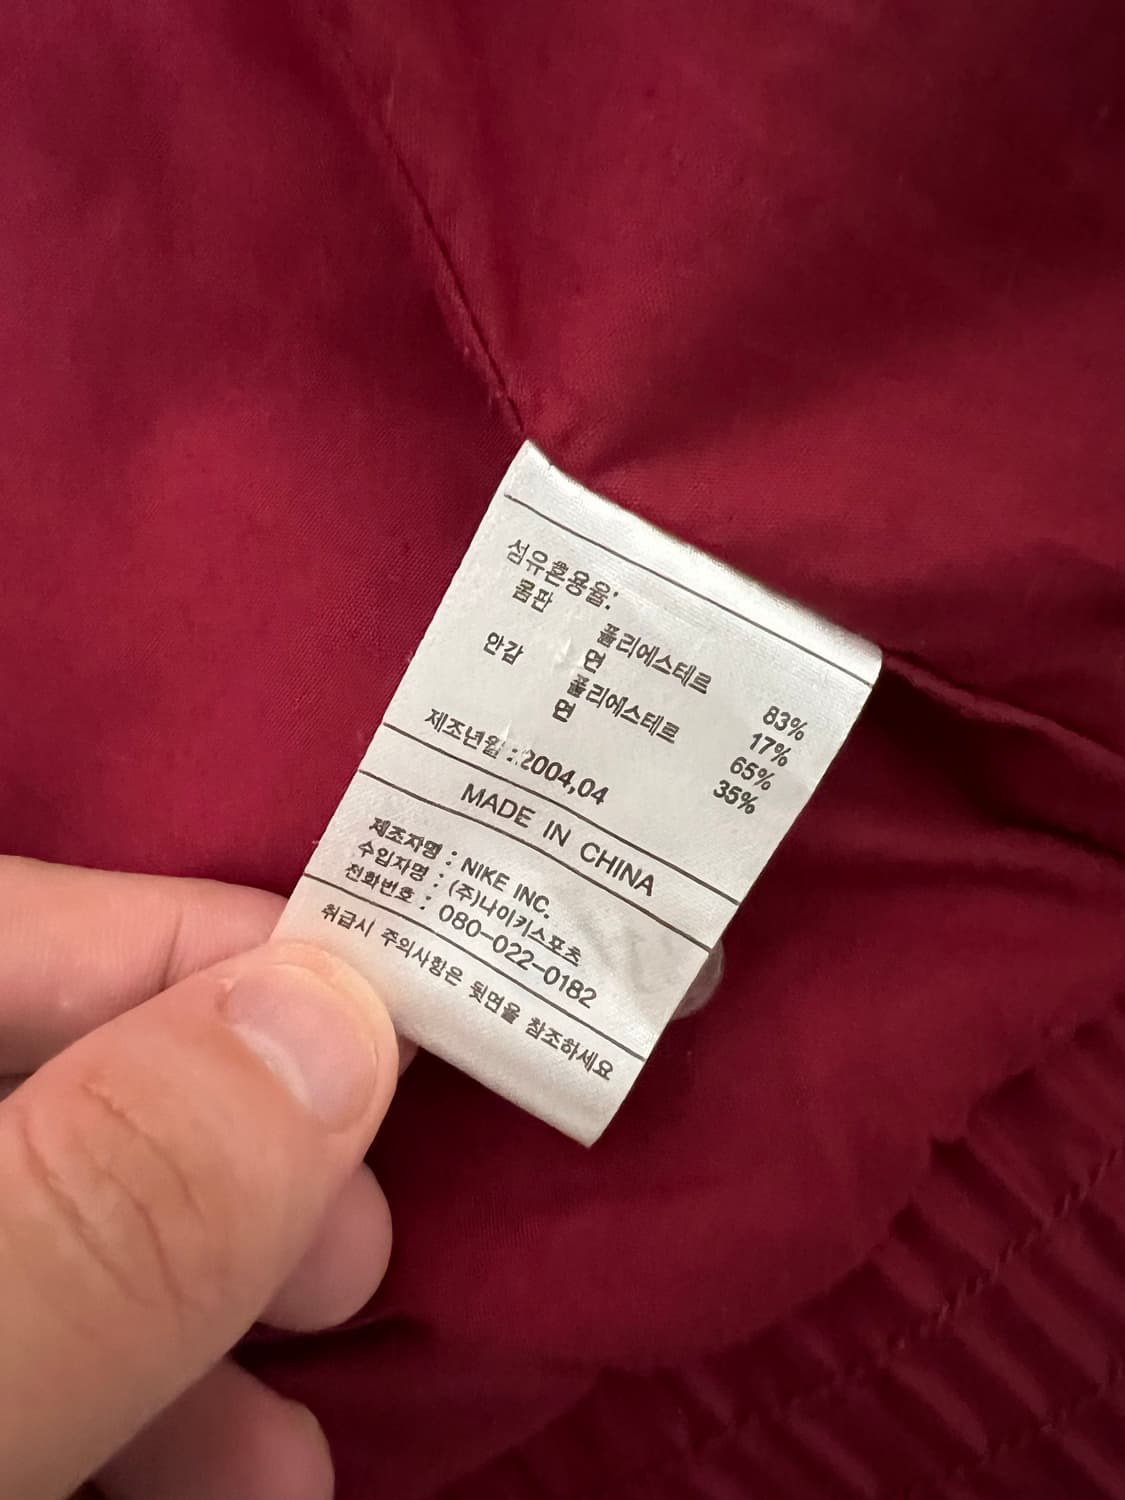 섬유혼용율:
몸판
폴리에스테르 83%
면 17%
안감
폴리에스테르 65%
면 35%
제조년월 : 2004,04
MADE IN CHINA
제조자명 : NIKE INC.
수입자명 : (주)나이키스포츠
전화번호 : 080-022-0182
취급시 주의사항은 뒷면을 참조하세요